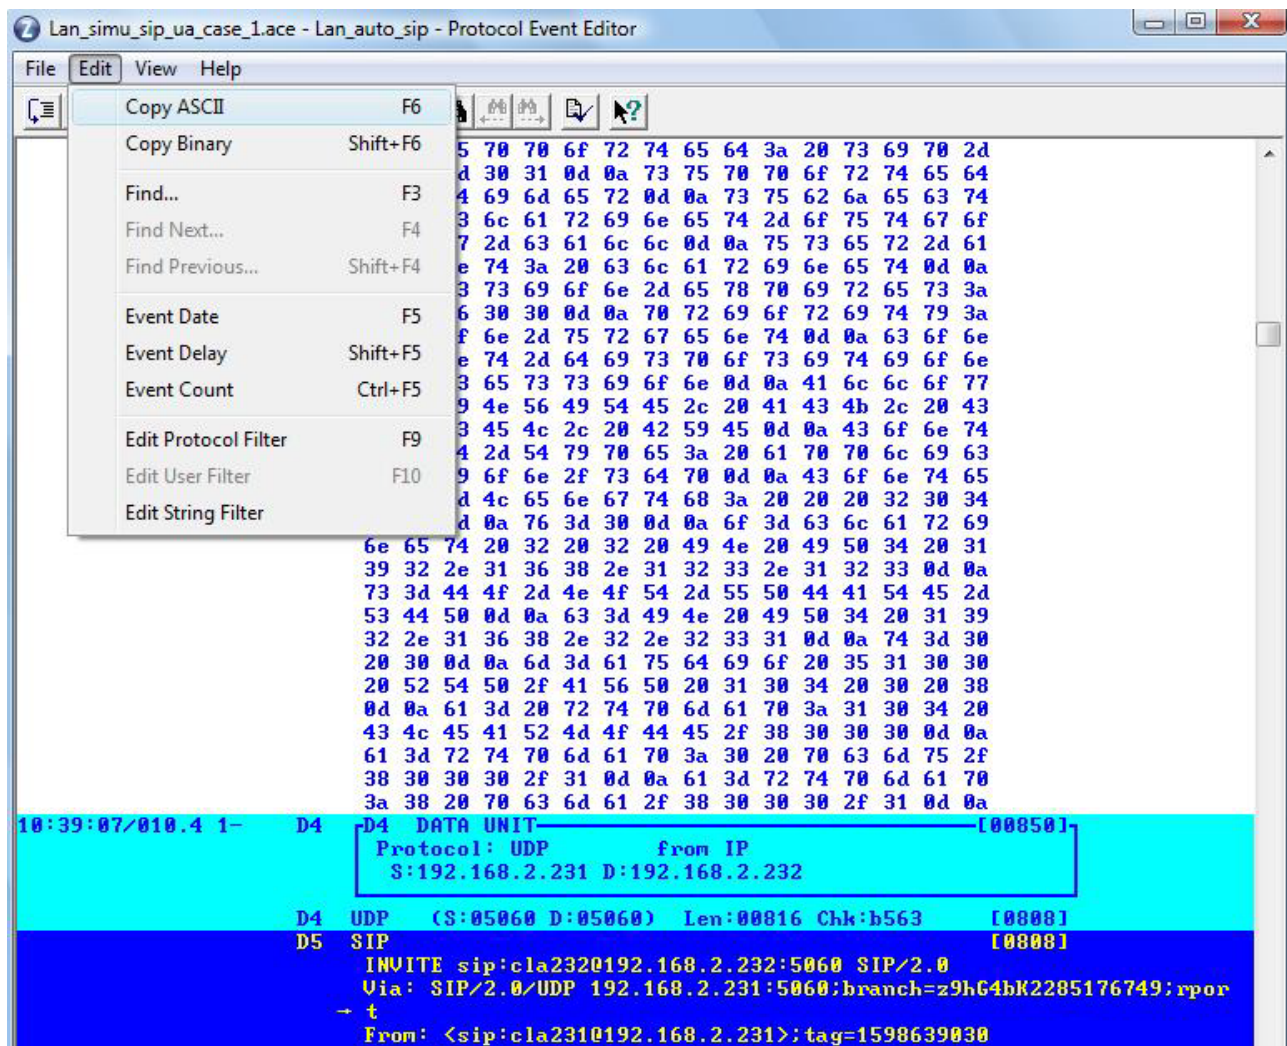 Lan_simu_sip_ua_case_1.ace - Lan_auto_sip - Protocol Event Editor
File Edit View Help
Copy ASCII F6
Copy Binary Shift+F6
Find... F3
Find Next... F4
Find Previous... Shift+F4
Event Date F5
Event Delay Shift+F5
Event Count Ctrl+F5
Edit Protocol Filter F9
Edit User Filter F10
Edit String Filter
5 70 70 6f 72 74 65 64 3a 20 73 69 70 2d
d 30 31 0d 0a 73 75 70 70 6f 72 74 65 64
4 69 6d 65 72 0d 0a 73 75 62 6a 65 63 74
3 6c 61 72 69 6e 65 74 2d 6f 75 74 67 6f
7 2d 63 61 6c 6c 0d 0a 75 73 65 72 2d 61
e 74 3a 20 63 6c 61 72 69 6e 65 74 0d 0a
3 73 69 6f 6e 2d 65 78 70 69 72 65 73 3a
6 30 30 0d 0a 70 72 69 6f 72 69 74 79 3a
f 6e 2d 75 72 67 65 6e 74 0d 0a 63 6f 6e
e 74 2d 64 69 73 70 6f 73 69 74 69 6f 6e
3 65 73 73 69 6f 6e 0d 0a 41 6c 6c 6f 77
9 4e 56 49 54 45 2c 20 41 43 4b 2c 20 43
3 45 4c 2c 20 42 59 45 0d 0a 43 6f 6e 74
4 2d 54 79 70 65 3a 20 61 70 70 6c 69 63
9 6f 6e 2f 73 64 70 0d 0a 43 6f 6e 74 65
d 4c 65 6e 67 74 68 3a 20 20 20 32 30 34
d 0a 76 3d 30 0d 0a 6f 3d 63 6c 61 72 69
6e 65 74 20 32 20 32 20 49 4e 20 49 50 34 20 31
39 32 2e 31 36 38 2e 31 32 33 2e 31 32 33 0d 0a
73 3d 44 4f 2d 4e 4f 54 2d 55 50 44 41 54 45 2d
53 44 50 0d 0a 63 3d 49 4e 20 49 50 34 20 31 39
32 2e 31 36 38 2e 32 2e 32 33 31 0d 0a 74 3d 30
20 30 0d 0a 6d 3d 61 75 64 69 6f 20 35 31 30 30
20 52 54 50 2f 41 56 50 20 31 30 34 20 30 20 38
0d 0a 61 3d 20 72 74 70 6d 61 70 3a 31 30 34 20
43 4c 45 41 52 4d 4f 44 45 2f 38 30 30 30 0d 0a
61 3d 72 74 70 6d 61 70 3a 30 20 70 63 6d 75 2f
38 30 30 30 2f 31 0d 0a 61 3d 72 74 70 6d 61 70
3a 38 20 70 63 6d 61 2f 38 30 30 30 2f 31 0d 0a
10:39:07/010.4 1- D4 D4 DATA UNIT [00850]
Protocol: UDP from IP
S:192.168.2.231 D:192.168.2.232
D4 UDP (S:05060 D:05060) Len:00816 Chk:b563 [0808]
D5 SIP [0808]
INVITE sip:cla232@192.168.2.232:5060 SIP/2.0
Via: SIP/2.0/UDP 192.168.2.231:5060;branch=z9hG4bK2285176749;rpor
→ t
From: <sip:cla231@192.168.2.231>;tag=1598639030